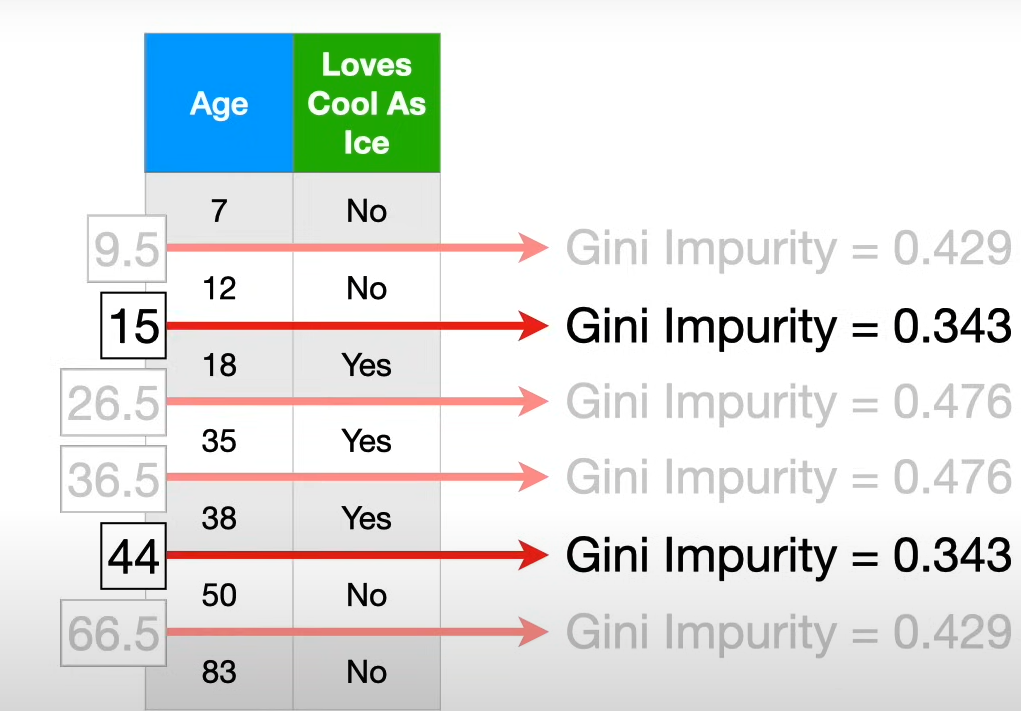 Age
Loves
Cool As
Ice
7 No
9.5 Gini Impurity = 0.429
12 No
15 Gini Impurity = 0.343
18 Yes
26.5 Gini Impurity = 0.476
35 Yes
36.5 Gini Impurity = 0.476
38 Yes
44 Gini Impurity = 0.343
50 No
66.5 Gini Impurity = 0.429
83 No